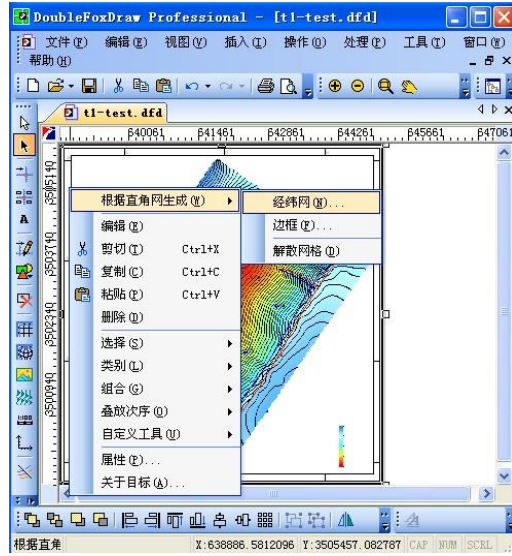 DoubleFoxDraw Professional - [t1-test.dfd]
文件(F) 编辑(E) 视图(V) 插入(I) 操作(O) 处理(P) 工具(T) 窗口(W)
帮助(H)
t1-test.dfd
640061 641461 642861 644261 645661 647061
3505140
3503740
3502340
3500940
根据直角网生成(W)
编辑(E)
剪切(T) Ctrl+X
复制(C) Ctrl+C
粘贴(P) Ctrl+V
删除(D)
选择(S)
类别(L)
组合(G)
叠放次序(O)
自定义工具(U)
属性(P)...
关于目标(A)...
经纬网(N)...
边框(F)...
解散网格(D)
根据直角 X:638886.5812096 Y:3505457.082787 CAP NUM SCRL